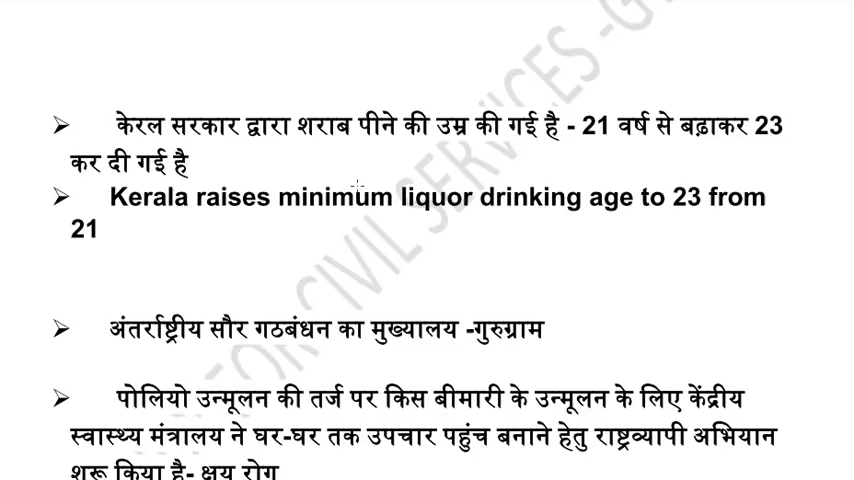 CIVIL SERVICES-G
➢ केरल सरकार द्वारा शराब पीने की उम्र की गई है - 21 वर्ष से बढ़ाकर 23
कर दी गई है
➢ Kerala raises minimum liquor drinking age to 23 from
21
➢ अंतर्राष्ट्रीय सौर गठबंधन का मुख्यालय -गुरुग्राम
➢ पोलियो उन्मूलन की तर्ज पर किस बीमारी के उन्मूलन के लिए केंद्रीय
स्वास्थ्य मंत्रालय ने घर-घर तक उपचार पहुंच बनाने हेतु राष्ट्रव्यापी अभियान
शुरू किया है- क्षय रोग